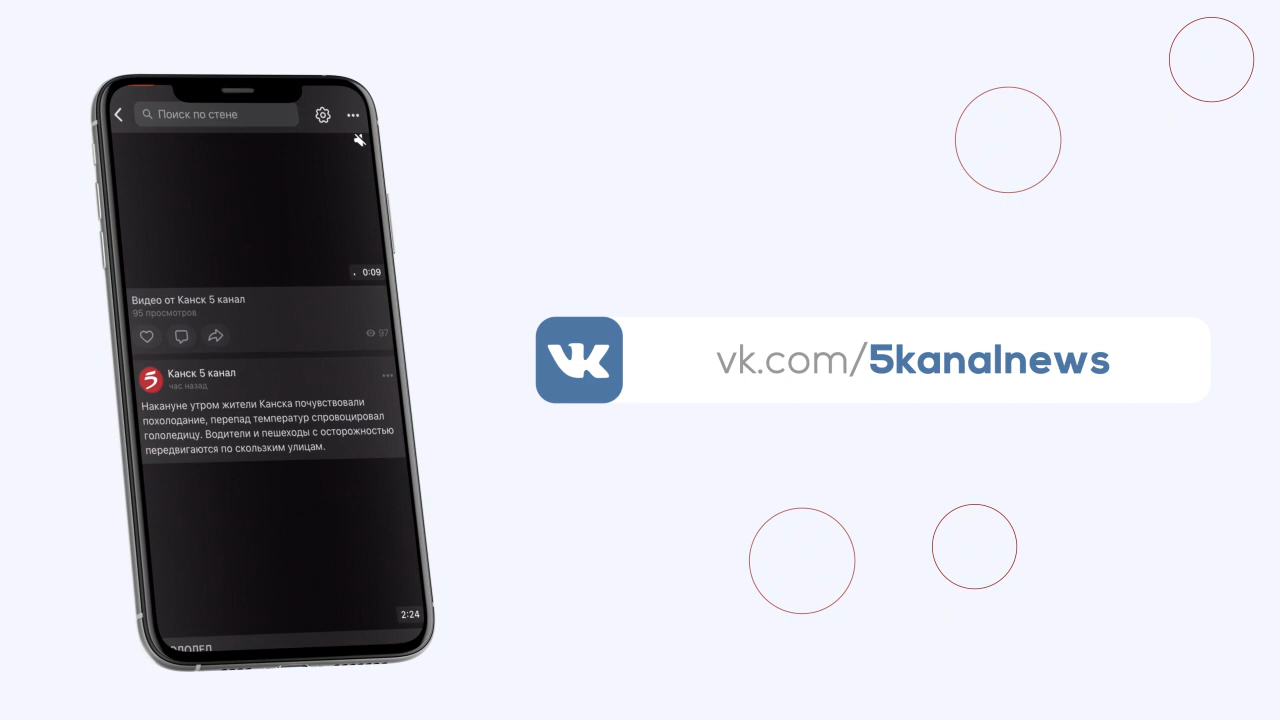 Поиск по стене
0:09
Видео от Канск 5 канал
95 просмотров
97
Канск 5 канал
час назад
Накануне утром жители Канска почувствовали
похолодание, перепад температур спровоцировал
гололедицу. Водители и пешеходы с осторожностью
передвигаются по скользким улицам.
2:24
vk.com/5kanalnews